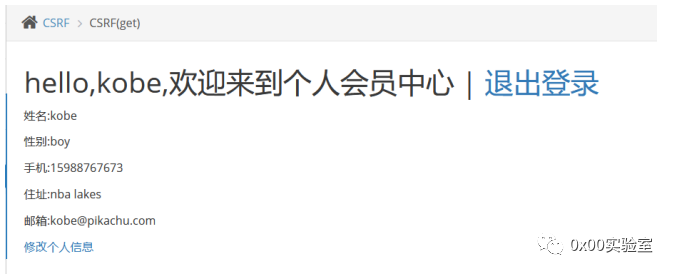 CSRF > CSRF(get)
hello,kobe,欢迎来到个人会员中心 | 退出登录
姓名:kobe
性别:boy
手机:15988767673
住址:nba lakes
邮箱:kobe@pikachu.com
修改个人信息
0x00实验室